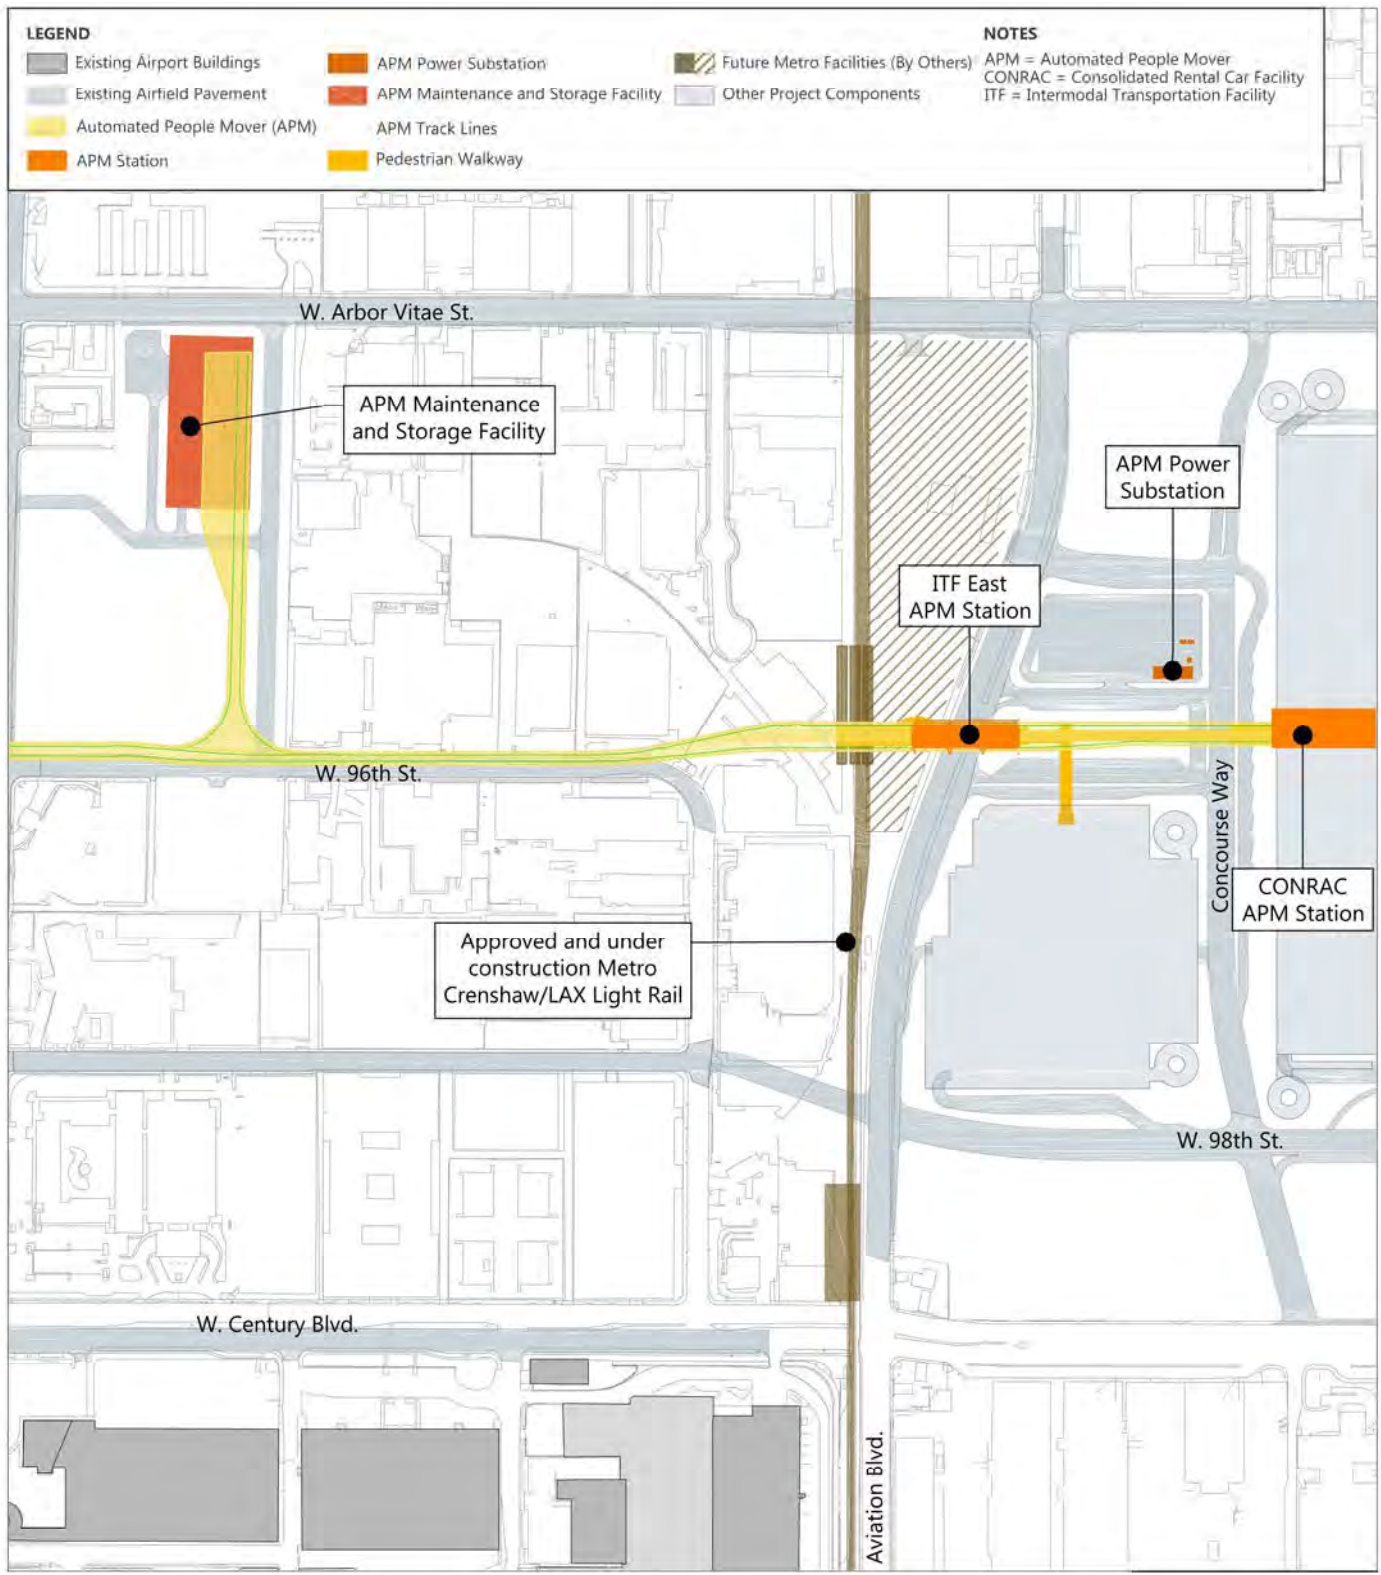 LEGEND
Existing Airport Buildings
Existing Airfield Pavement
Automated People Mover (APM)
APM Station
APM Power Substation
APM Maintenance and Storage Facility
APM Track Lines
Pedestrian Walkway
Future Metro Facilities (By Others)
Other Project Components
NOTES
APM = Automated People Mover
CONRAC = Consolidated Rental Car Facility
ITF = Intermodal Transportation Facility
W. Arbor Vitae St.
APM Maintenance
and Storage Facility
APM Power
Substation
ITF East
APM Station
W. 96th St.
Concourse Way
CONRAC
APM Station
Approved and under
construction Metro
Crenshaw/LAX Light Rail
W. 98th St.
W. Century Blvd.
Aviation Blvd.